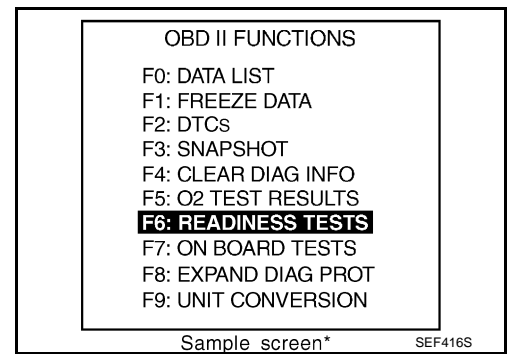 OBD II FUNCTIONS
F0: DATA LIST
F1: FREEZE DATA
F2: DTCs
F3: SNAPSHOT
F4: CLEAR DIAG INFO
F5: O2 TEST RESULTS
F6: READINESS TESTS
F7: ON BOARD TESTS
F8: EXPAND DIAG PROT
F9: UNIT CONVERSION
Sample screen*
SEF416S